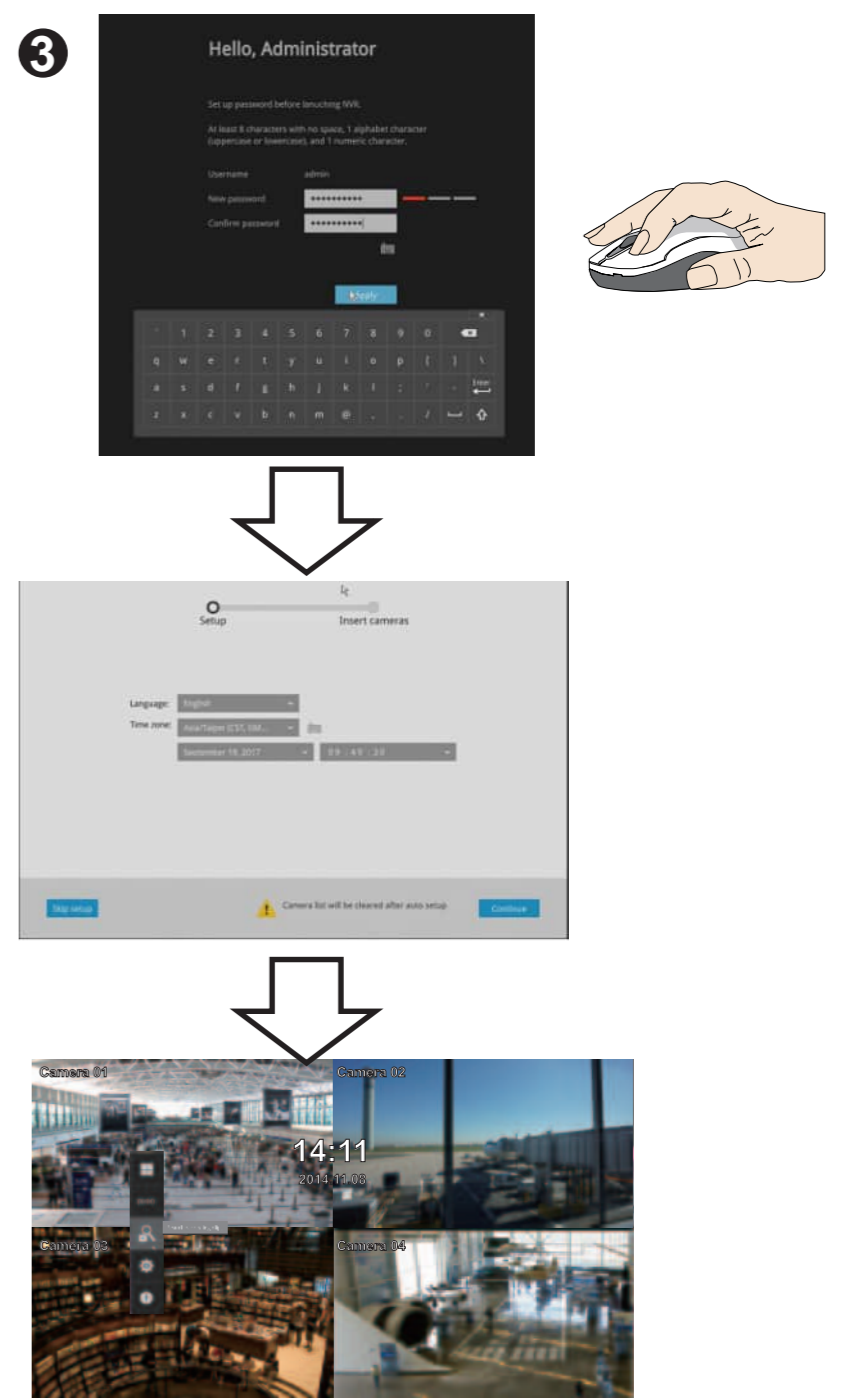 3
Hello, Administrator
Set up password before lanuching NVR.
At least 8 characters with no space, 1 alphabet character
(uppercase or lowercase), and 1 numeric character.
Username admin
New password ••••••••••
Confirm password ••••••••••
Apply
1 2 3 4 5 6 7 8 9 0
q w e r t y u i o p [ ] \
a s d f g h j k l : ' - Enter
z x c v b n m @ , . /
Setup Insert cameras
Language: English
Time zone: Asia/Taipei (CST, GM...
September 19, 2017
Skip setup Camera list will be cleared after auto setup Continue
Camera 01 Camera 02
14:11
2014 11 08
Camera 03 Camera 04